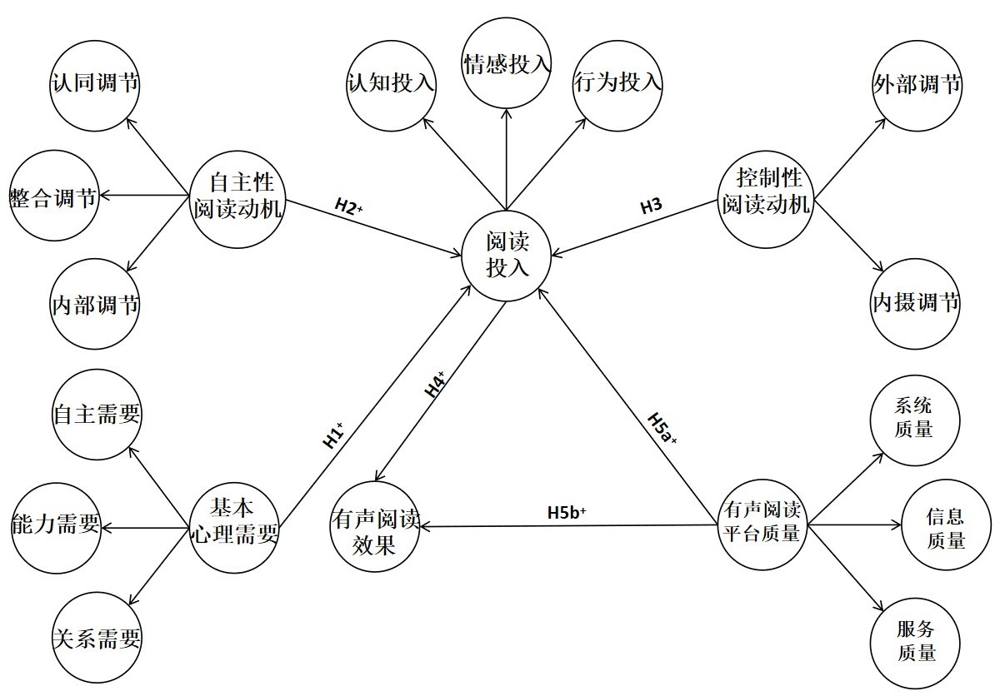 情感投入
认同调节
认知投入
行为投入
外部调节
整合调节
自主性
阅读动机
H2+
H3
控制性
阅读动机
阅读
投入
内部调节
内摄调节
自主需要
H4+
H1+
H5a+
系统
质量
能力需要
基本
心理需要
有声阅读
效果
H5b+
有声阅读
平台质量
信息
质量
关系需要
服务
质量